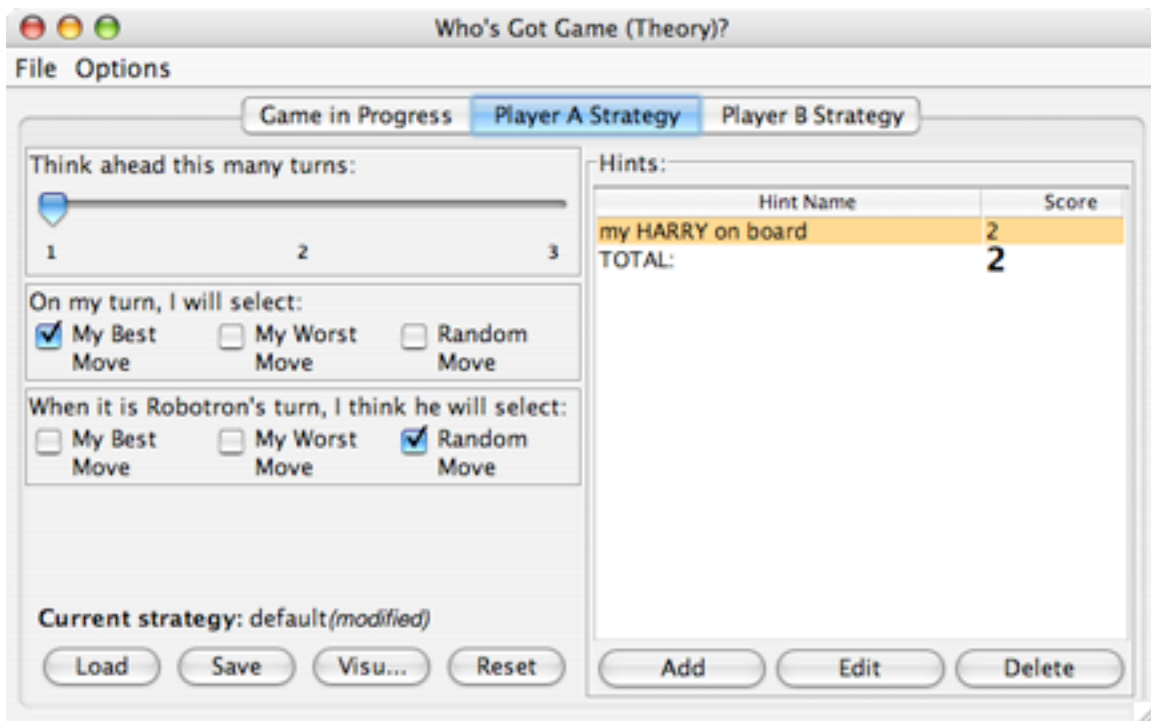 Who's Got Game (Theory)?
File Options
Game in Progress Player A Strategy Player B Strategy
Think ahead this many turns:
1 2 3
On my turn, I will select:
My Best Move My Worst Move Random Move
When it is Robotron's turn, I think he will select:
My Best Move My Worst Move Random Move
Current strategy: default(modified)
Load Save Visu... Reset
Hints:
Hint Name Score
my HARRY on board 2
TOTAL: 2
Add Edit Delete